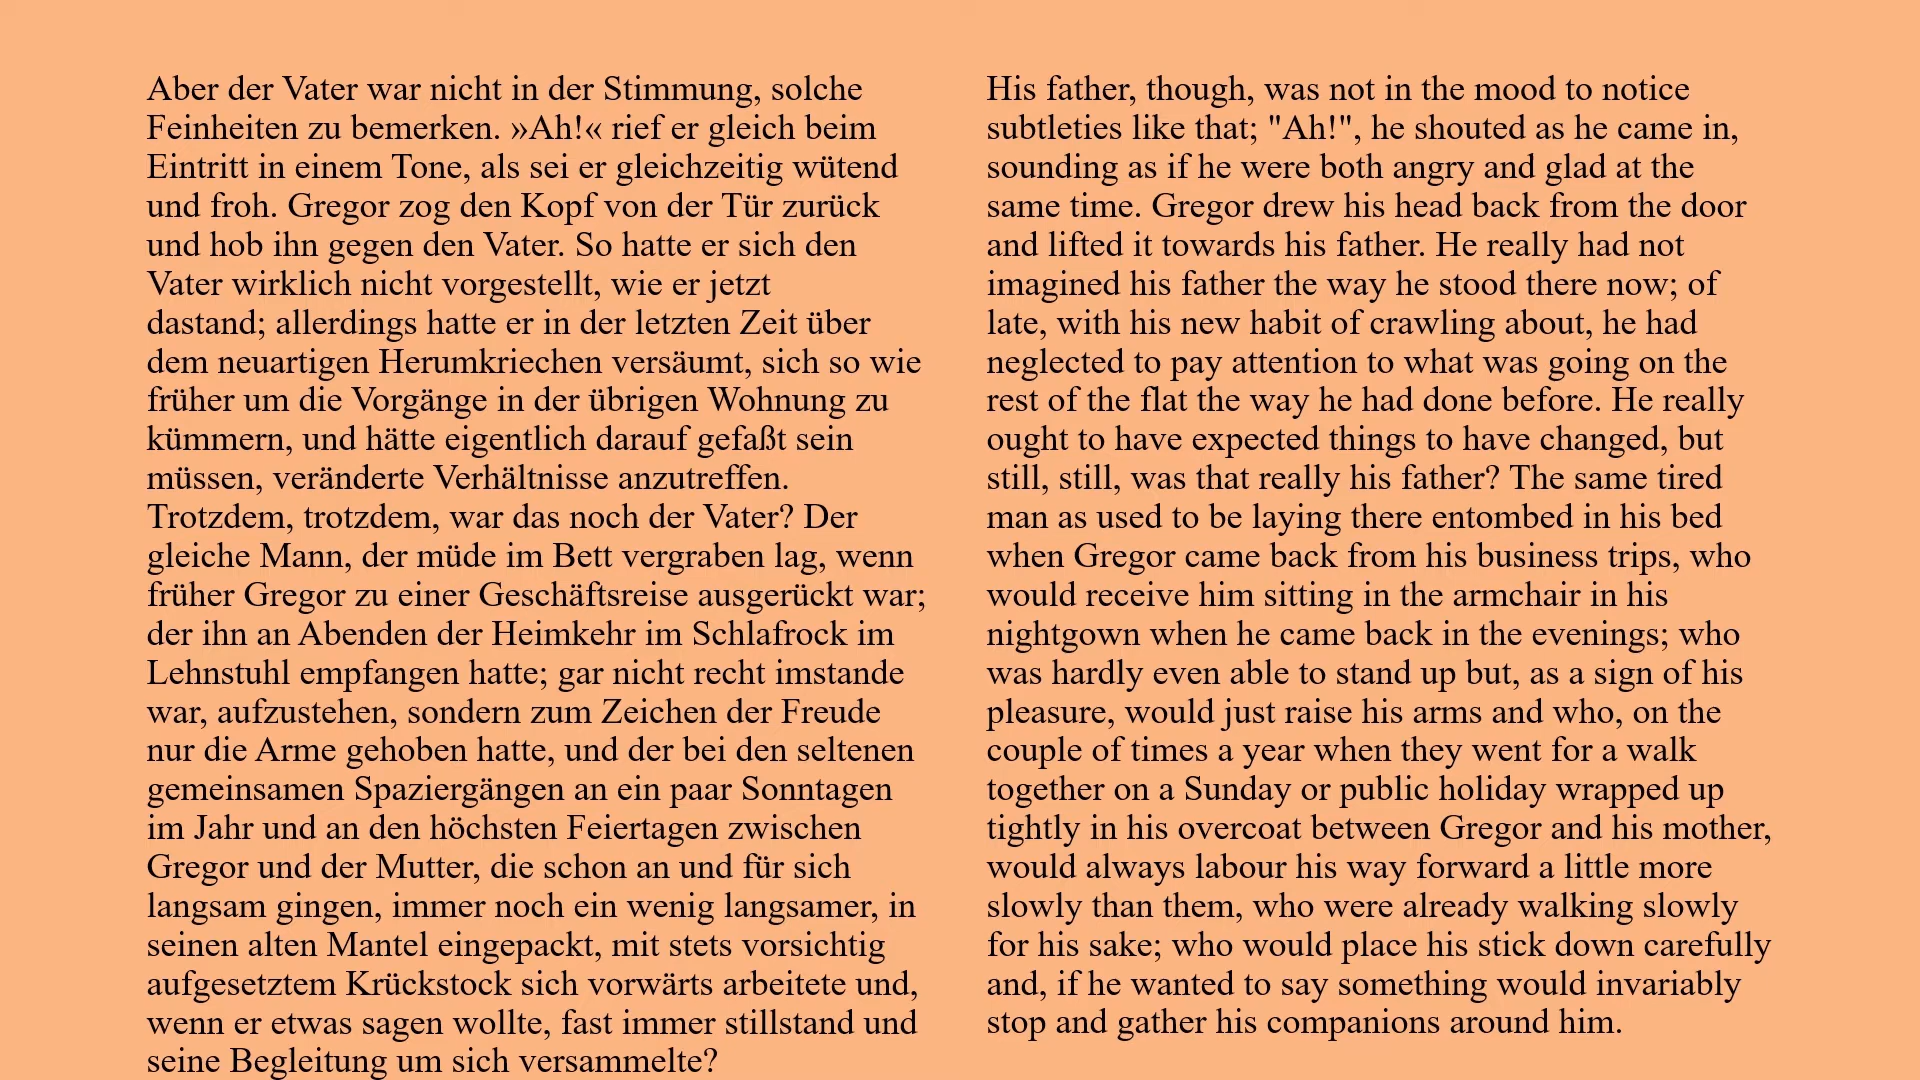 Aber der Vater war nicht in der Stimmung, solche
Feinheiten zu bemerken. »Ah!« rief er gleich beim
Eintritt in einem Tone, als sei er gleichzeitig wütend
und froh. Gregor zog den Kopf von der Tür zurück
und hob ihn gegen den Vater. So hatte er sich den
Vater wirklich nicht vorgestellt, wie er jetzt
dastand; allerdings hatte er in der letzten Zeit über
dem neuartigen Herumkriechen versäumt, sich so wie
früher um die Vorgänge in der übrigen Wohnung zu
kümmern, und hätte eigentlich darauf gefaßt sein
müssen, veränderte Verhältnisse anzutreffen.
Trotzdem, trotzdem, war das noch der Vater? Der
gleiche Mann, der müde im Bett vergraben lag, wenn
früher Gregor zu einer Geschäftsreise ausgerückt war;
der ihn an Abenden der Heimkehr im Schlafrock im
Lehnstuhl empfangen hatte; gar nicht recht imstande
war, aufzustehen, sondern zum Zeichen der Freude
nur die Arme gehoben hatte, und der bei den seltenen
gemeinsamen Spaziergängen an ein paar Sonntagen
im Jahr und an den höchsten Feiertagen zwischen
Gregor und der Mutter, die schon an und für sich
langsam gingen, immer noch ein wenig langsamer, in
seinen alten Mantel eingepackt, mit stets vorsichtig
aufgesetztem Krückstock sich vorwärts arbeitete und,
wenn er etwas sagen wollte, fast immer stillstand und
seine Begleitung um sich versammelte?
His father, though, was not in the mood to notice
subtleties like that; "Ah!", he shouted as he came in,
sounding as if he were both angry and glad at the
same time. Gregor drew his head back from the door
and lifted it towards his father. He really had not
imagined his father the way he stood there now; of
late, with his new habit of crawling about, he had
neglected to pay attention to what was going on the
rest of the flat the way he had done before. He really
ought to have expected things to have changed, but
still, still, was that really his father? The same tired
man as used to be laying there entombed in his bed
when Gregor came back from his business trips, who
would receive him sitting in the armchair in his
nightgown when he came back in the evenings; who
was hardly even able to stand up but, as a sign of his
pleasure, would just raise his arms and who, on the
couple of times a year when they went for a walk
together on a Sunday or public holiday wrapped up
tightly in his overcoat between Gregor and his mother,
would always labour his way forward a little more
slowly than them, who were already walking slowly
for his sake; who would place his stick down carefully
and, if he wanted to say something would invariably
stop and gather his companions around him.